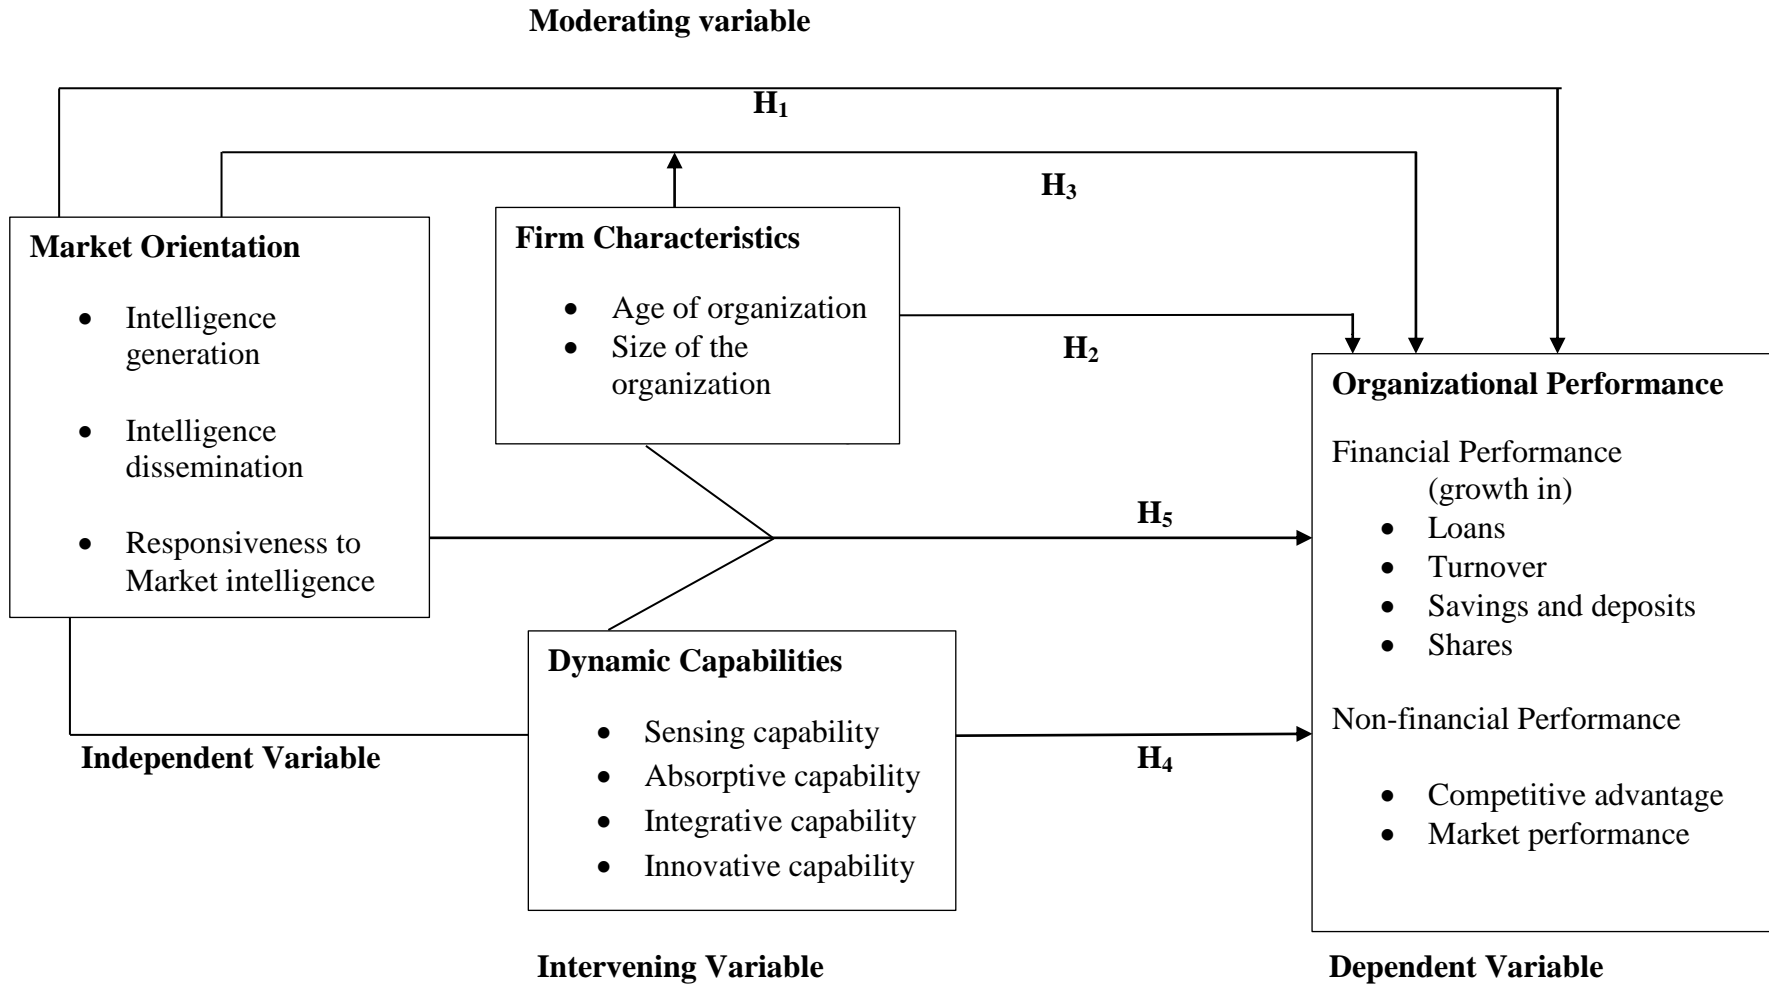 Moderating variable
H₁
H₃
Market Orientation
• Intelligence
generation
• Intelligence
dissemination
• Responsiveness to
Market intelligence
Firm Characteristics
• Age of organization
• Size of the
organization
H₂
H₅
Organizational Performance
Financial Performance
(growth in)
• Loans
• Turnover
• Savings and deposits
• Shares
Non-financial Performance
• Competitive advantage
• Market performance
Dynamic Capabilities
• Sensing capability
• Absorptive capability
• Integrative capability
• Innovative capability
H₄
Independent Variable
Intervening Variable
Dependent Variable